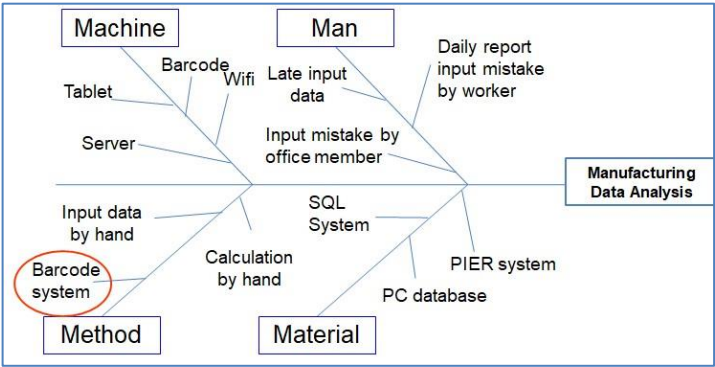 Machine
Man
Barcode
Wifi
Tablet
Server
Late input
data
Daily report
input mistake
by worker
Input mistake by
office member
Manufacturing
Data Analysis
Input data
by hand
Barcode
system
Calculation
by hand
SQL
System
PIER system
PC database
Method
Material